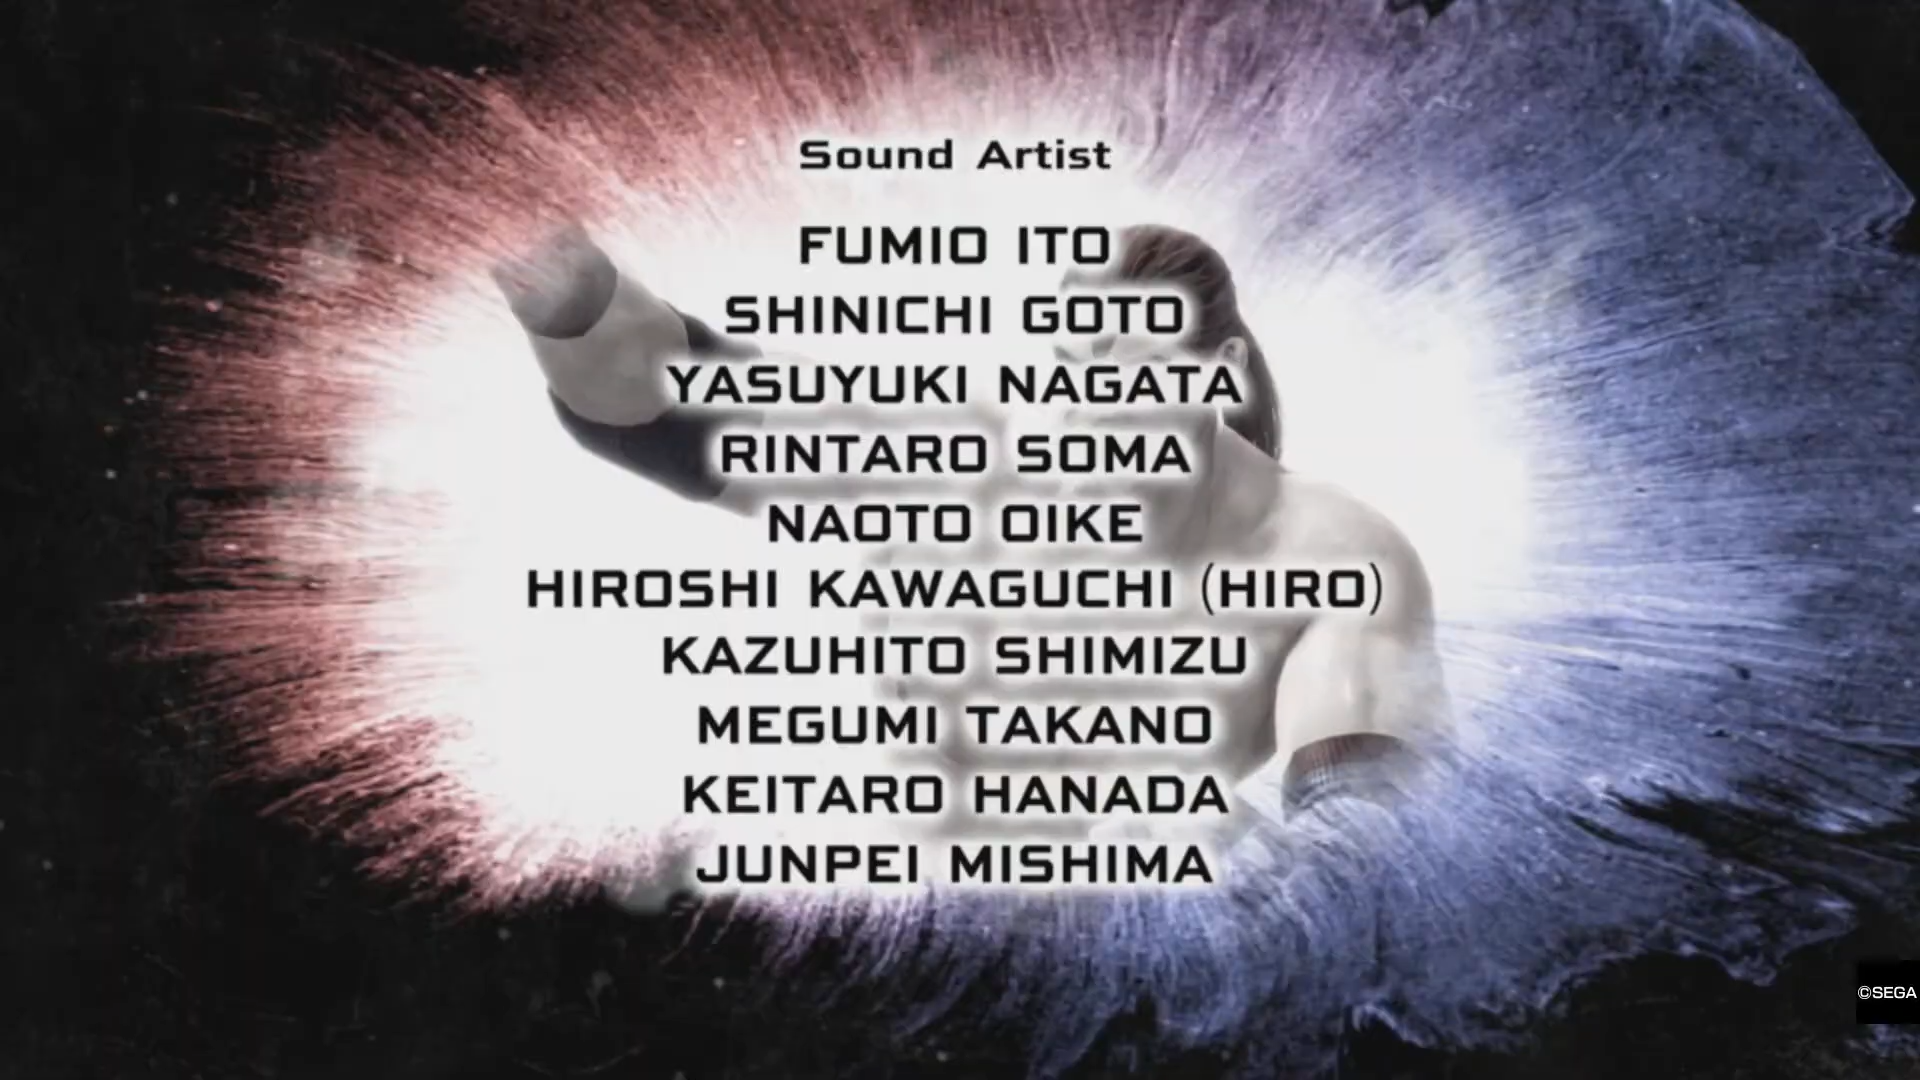 Sound Artist
FUMIO ITO
SHINICHI GOTO
YASUYUKI NAGATA
RINTARO SOMA
NAOTO OIKE
HIROSHI KAWAGUCHI (HIRO)
KAZUHITO SHIMIZU
MEGUMI TAKANO
KEITARO HANADA
JUNPEI MISHIMA
©SEGA